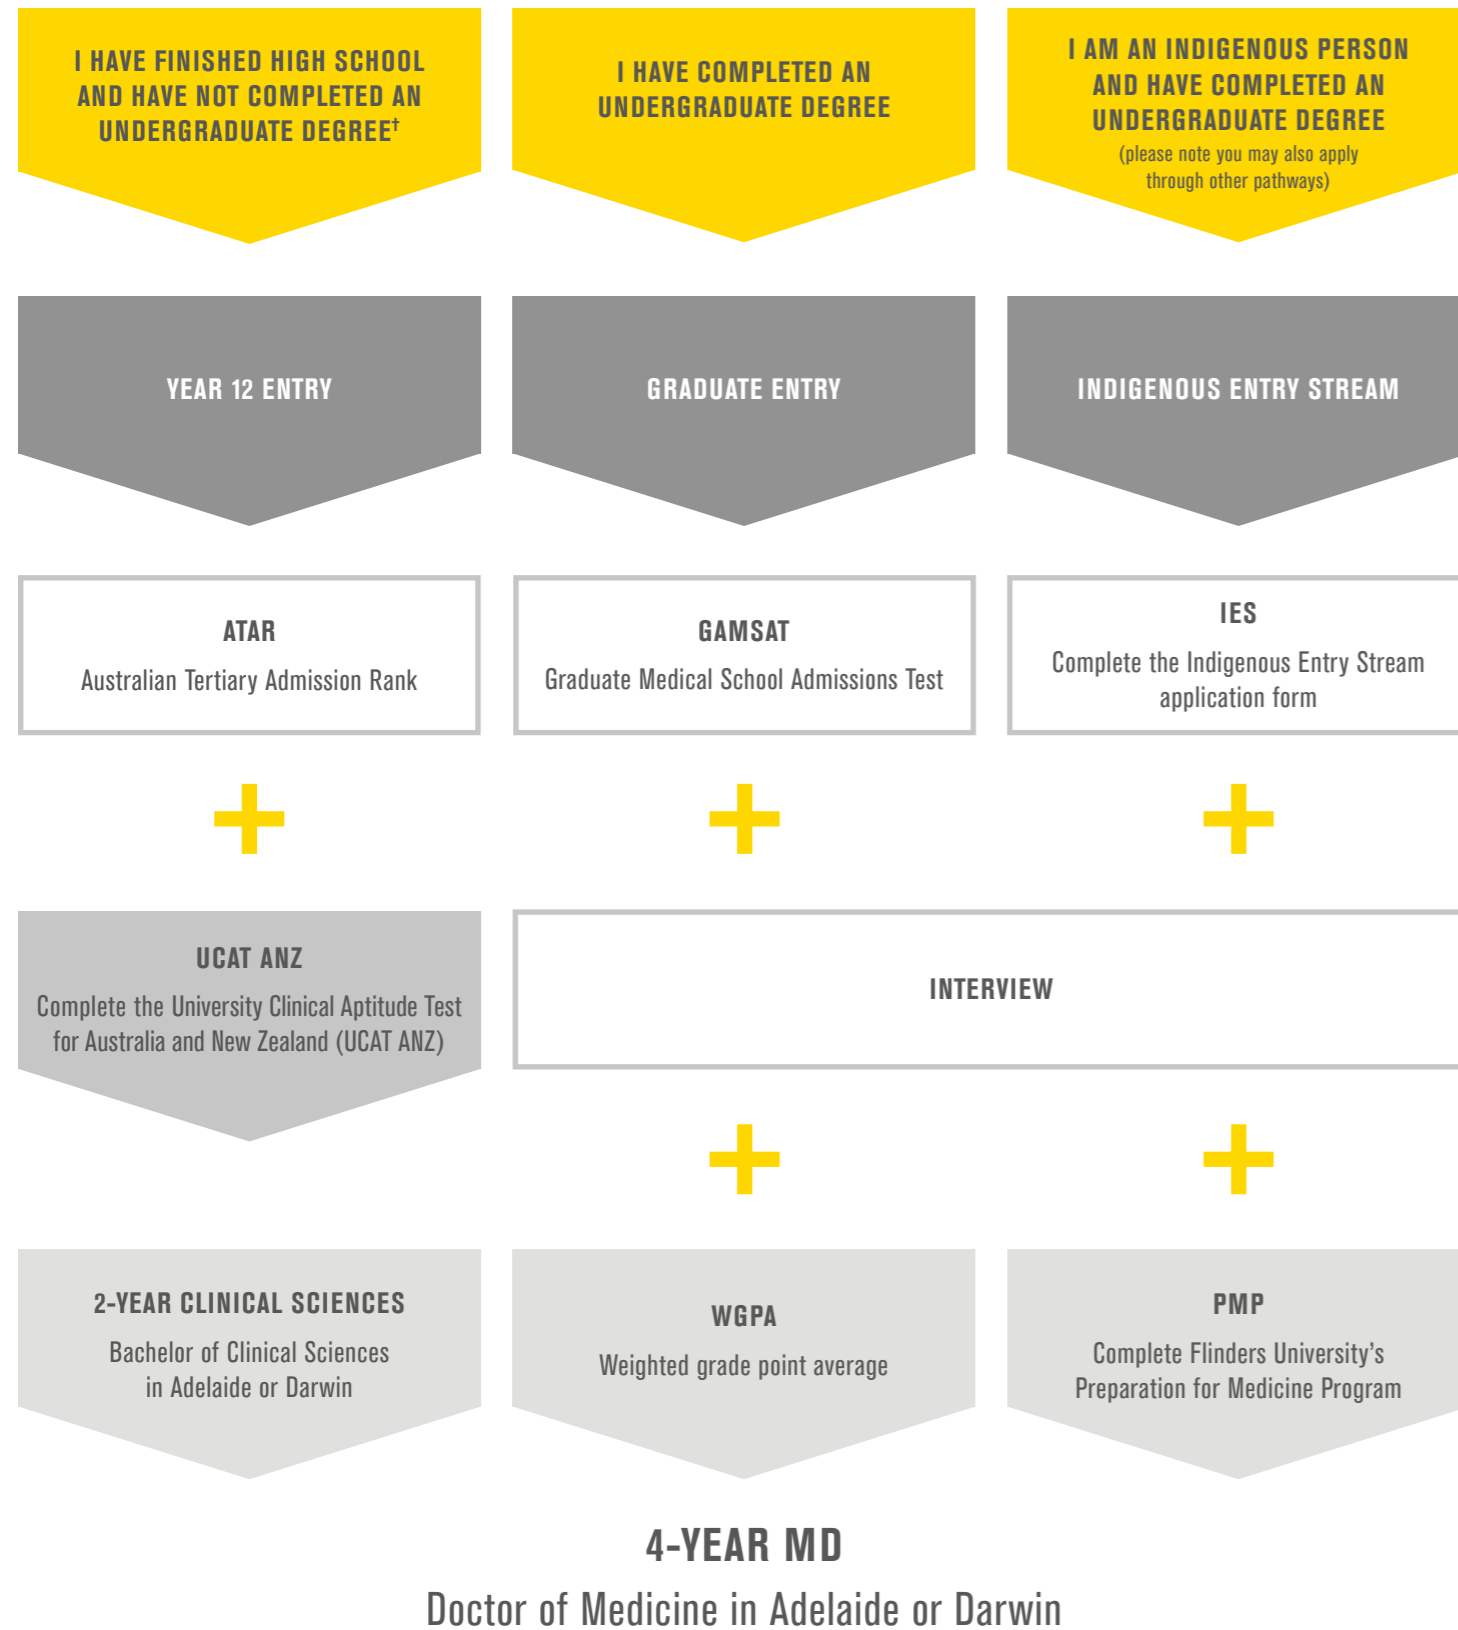 I HAVE FINISHED HIGH SCHOOL
AND HAVE NOT COMPLETED AN
UNDERGRADUATE DEGREE†
I HAVE COMPLETED AN
UNDERGRADUATE DEGREE
I AM AN INDIGENOUS PERSON
AND HAVE COMPLETED AN
UNDERGRADUATE DEGREE
(please note you may also apply
through other pathways)
YEAR 12 ENTRY
GRADUATE ENTRY
INDIGENOUS ENTRY STREAM
ATAR
Australian Tertiary Admission Rank
GAMSAT
Graduate Medical School Admissions Test
IES
Complete the Indigenous Entry Stream
application form
+
+
+
UCAT ANZ
Complete the University Clinical Aptitude Test
for Australia and New Zealand (UCAT ANZ)
INTERVIEW
+
+
2-YEAR CLINICAL SCIENCES
Bachelor of Clinical Sciences
in Adelaide or Darwin
WGPA
Weighted grade point average
PMP
Complete Flinders University's
Preparation for Medicine Program
4-YEAR MD
Doctor of Medicine in Adelaide or Darwin